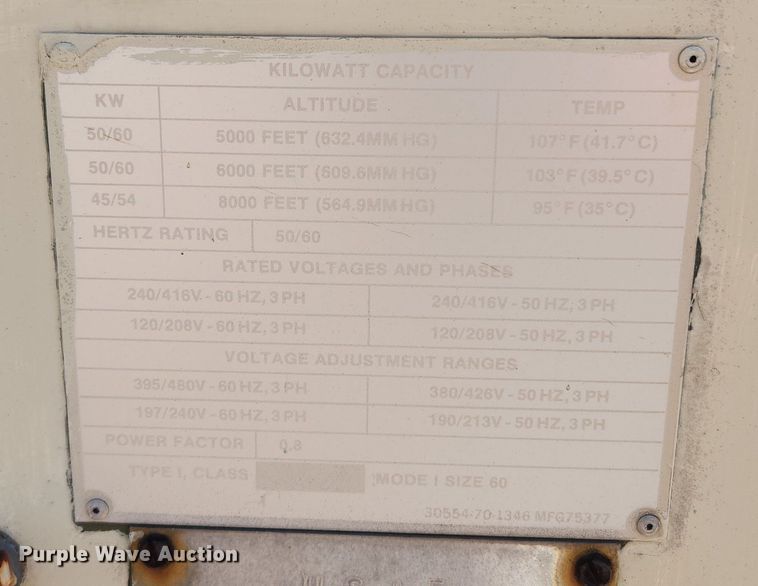 KILOWATT CAPACITY
KW ALTITUDE TEMP
50/60 5000 FEET (632.4MM HG) 107°F (41.7°C)
50/60 6000 FEET (609.6MM HG) 103°F (39.5°C)
45/54 8000 FEET (564.9MM HG) 95°F (35°C)
HERTZ RATING 50/60
RATED VOLTAGES AND PHASES
240/416V - 60 HZ, 3 PH 240/416V - 50 HZ, 3 PH
120/208V - 60 HZ, 3 PH 120/208V - 50 HZ, 3 PH
VOLTAGE ADJUSTMENT RANGES
395/480V - 60 HZ, 3 PH 380/426V - 50 HZ, 3 PH
197/240V - 60 HZ, 3 PH 190/213V - 50 HZ, 3 PH
POWER FACTOR 0.8
TYPE I, CLASS MODE I SIZE 60
30554-70-1346 MFG75377
Purple Wave Auction